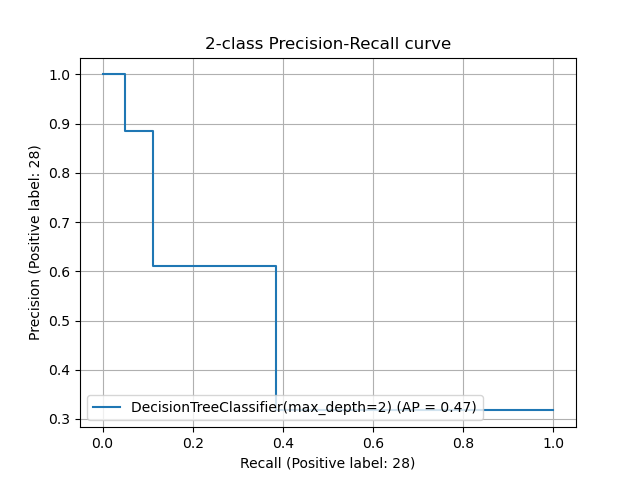 2-class Precision-Recall curve
Precision (Positive label: 28)
1.0
0.9
0.8
0.7
0.6
0.5
0.4
0.3
DecisionTreeClassifier(max_depth=2) (AP = 0.47)
0.0 0.2 0.4 0.6 0.8 1.0
Recall (Positive label: 28)